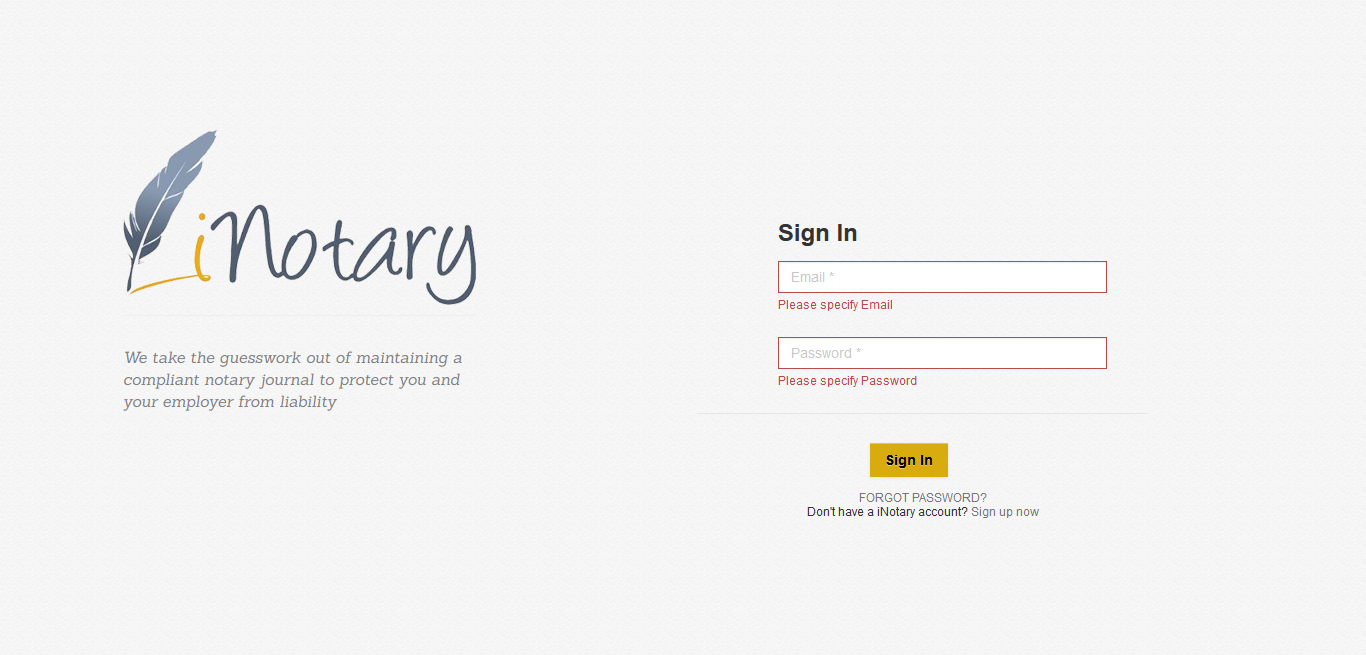 iNotary
We take the guesswork out of maintaining a
compliant notary journal to protect you and
your employer from liability
Sign In
Email *
Please specify Email
Password *
Please specify Password
Sign In
FORGOT PASSWORD?
Don't have a iNotary account? Sign up now